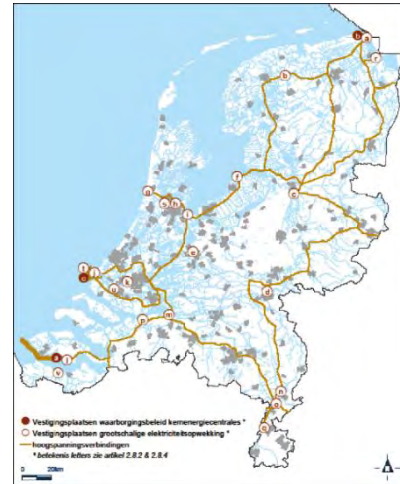 b a
r
b
f
c
g
s h
i
e
t l
o k
u
d
m
p
a j
v
n
o
q
Vestigingsplaatsen waarborgingsbeleid kernenergiecentrales *
Vestigingsplaatsen grootschalige elektriciteitsopwekking *
hoogspanningsverbindingen
* betekenis letters zie artikel 2.8.2 & 2.8.4
0 20km